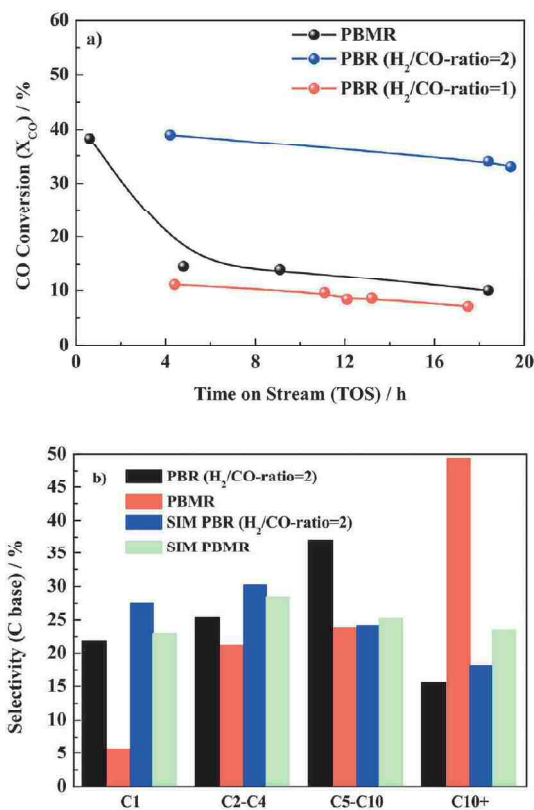 a)
PBMR
PBR (H₂/CO-ratio=2)
PBR (H₂/CO-ratio=1)
60
50
40
30
20
10
0
CO Conversion (X_CO) / %
0 4 8 12 16 20
Time on Stream (TOS) / h
b)
PBR (H₂/CO-ratio=2)
PBMR
SIM PBR (H₂/CO-ratio=2)
SIM PDMR
50
45
40
35
30
25
20
15
10
5
0
Selectivity (C base) / %
C1 C2-C4 C5-C10 C10+